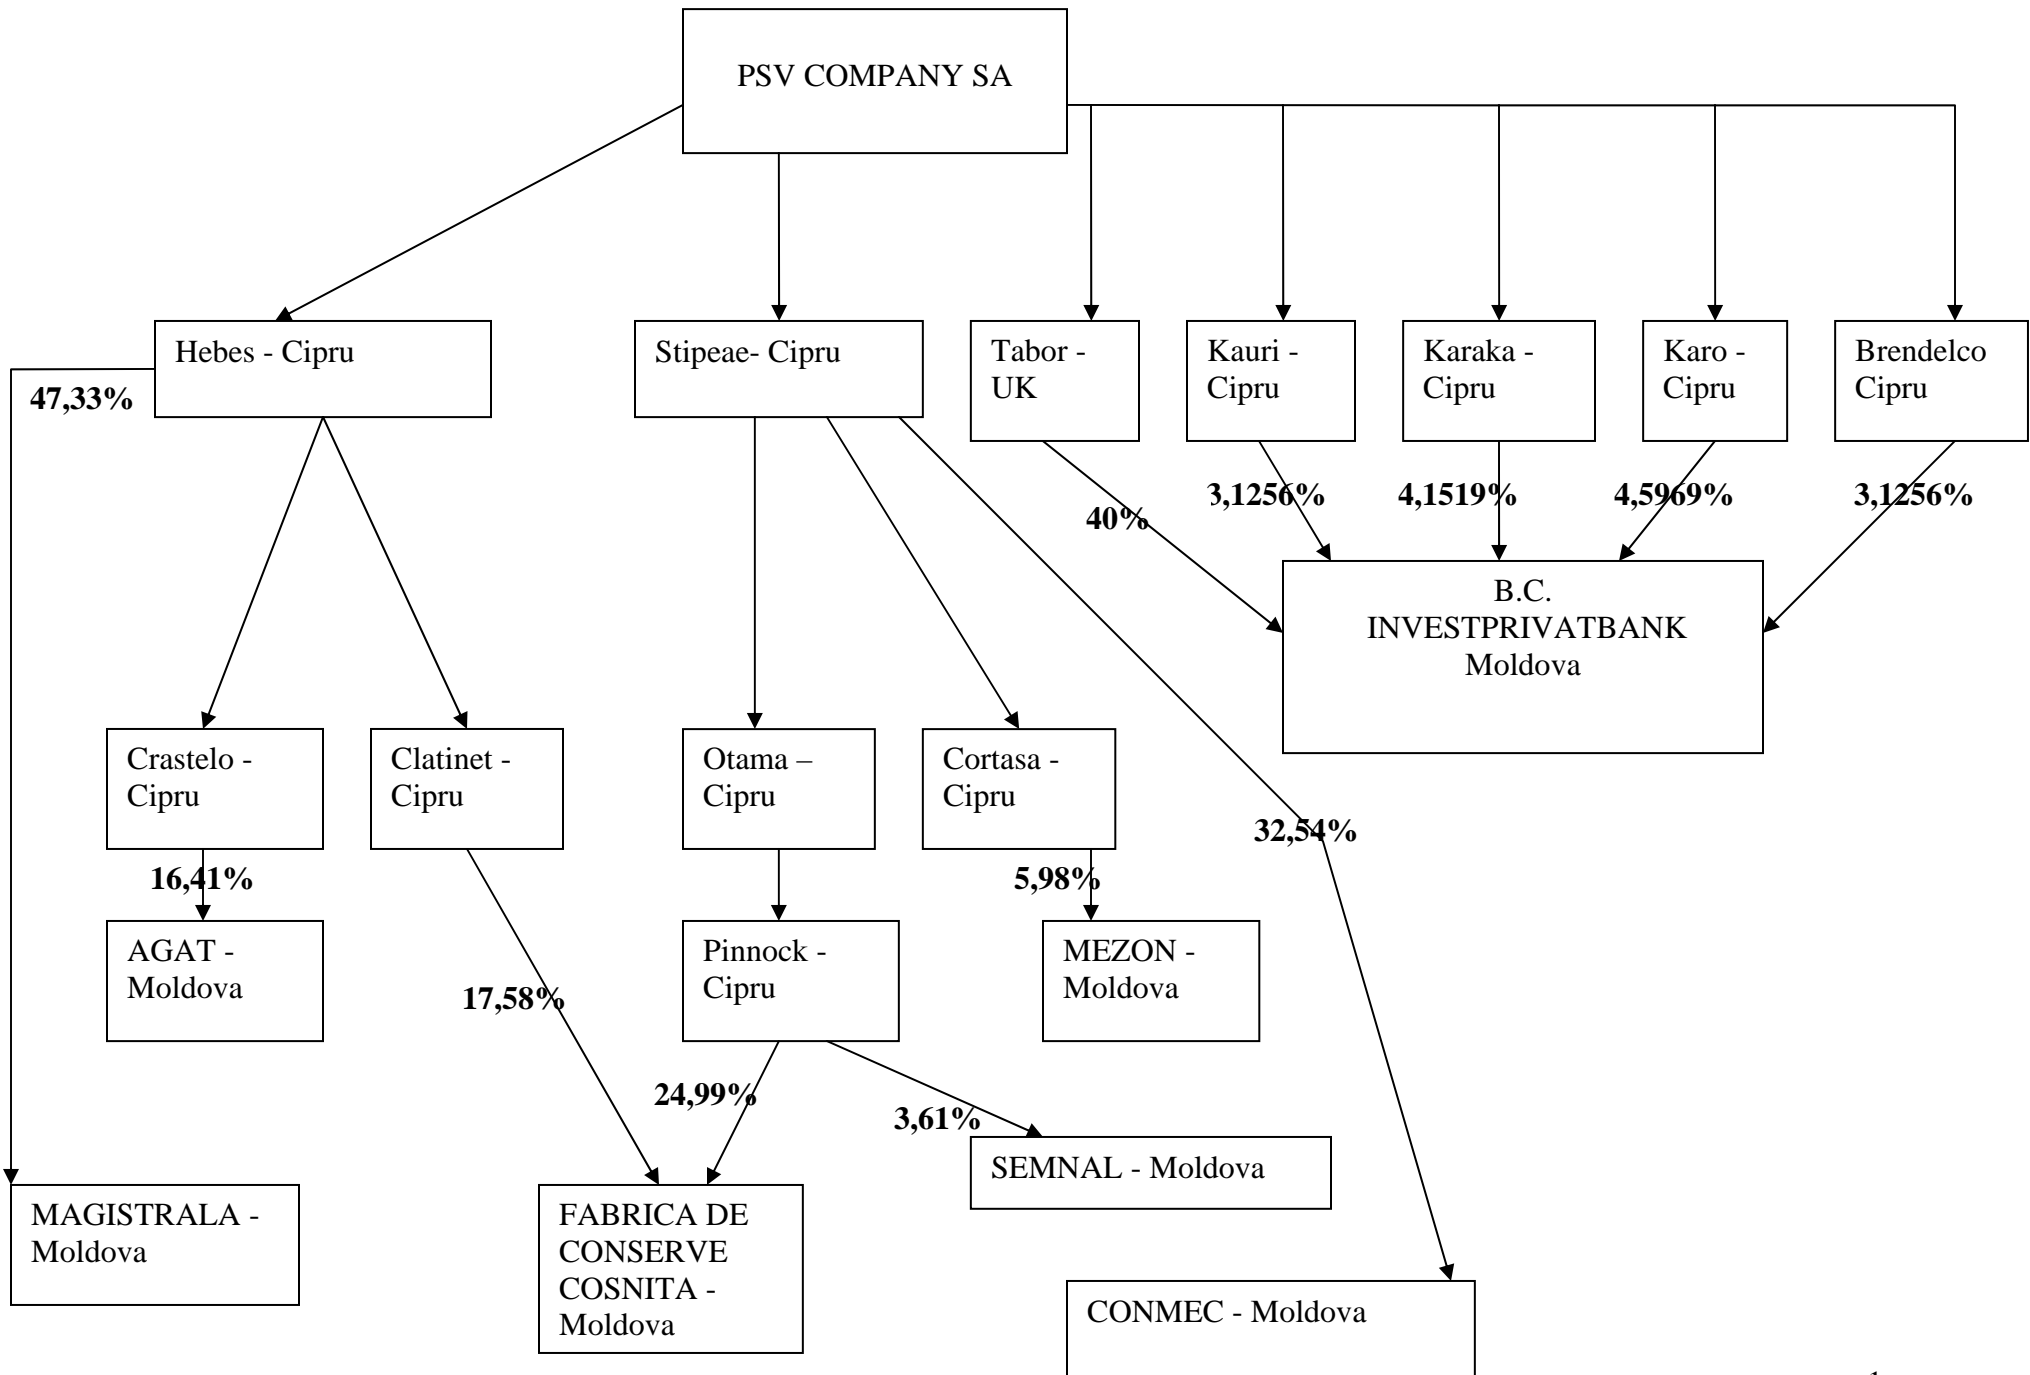 PSV COMPANY SA
Hebes - Cipru
Stipeae- Cipru
Tabor -
UK
Kauri -
Cipru
Karaka -
Cipru
Karo -
Cipru
Brendelco
Cipru
47,33%
40%
3,1256%
4,1519%
4,5969%
3,1256%
B.C.
INVESTPRIVATBANK
Moldova
Crastelo -
Cipru
Clatinet -
Cipru
Otama –
Cipru
Cortasa -
Cipru
32,54%
16,41%
5,98%
AGAT -
Moldova
17,58%
Pinnock -
Cipru
MEZON -
Moldova
24,99%
3,61%
SEMNAL - Moldova
MAGISTRALA -
Moldova
FABRICA DE
CONSERVE
COSNITA -
Moldova
CONMEC - Moldova